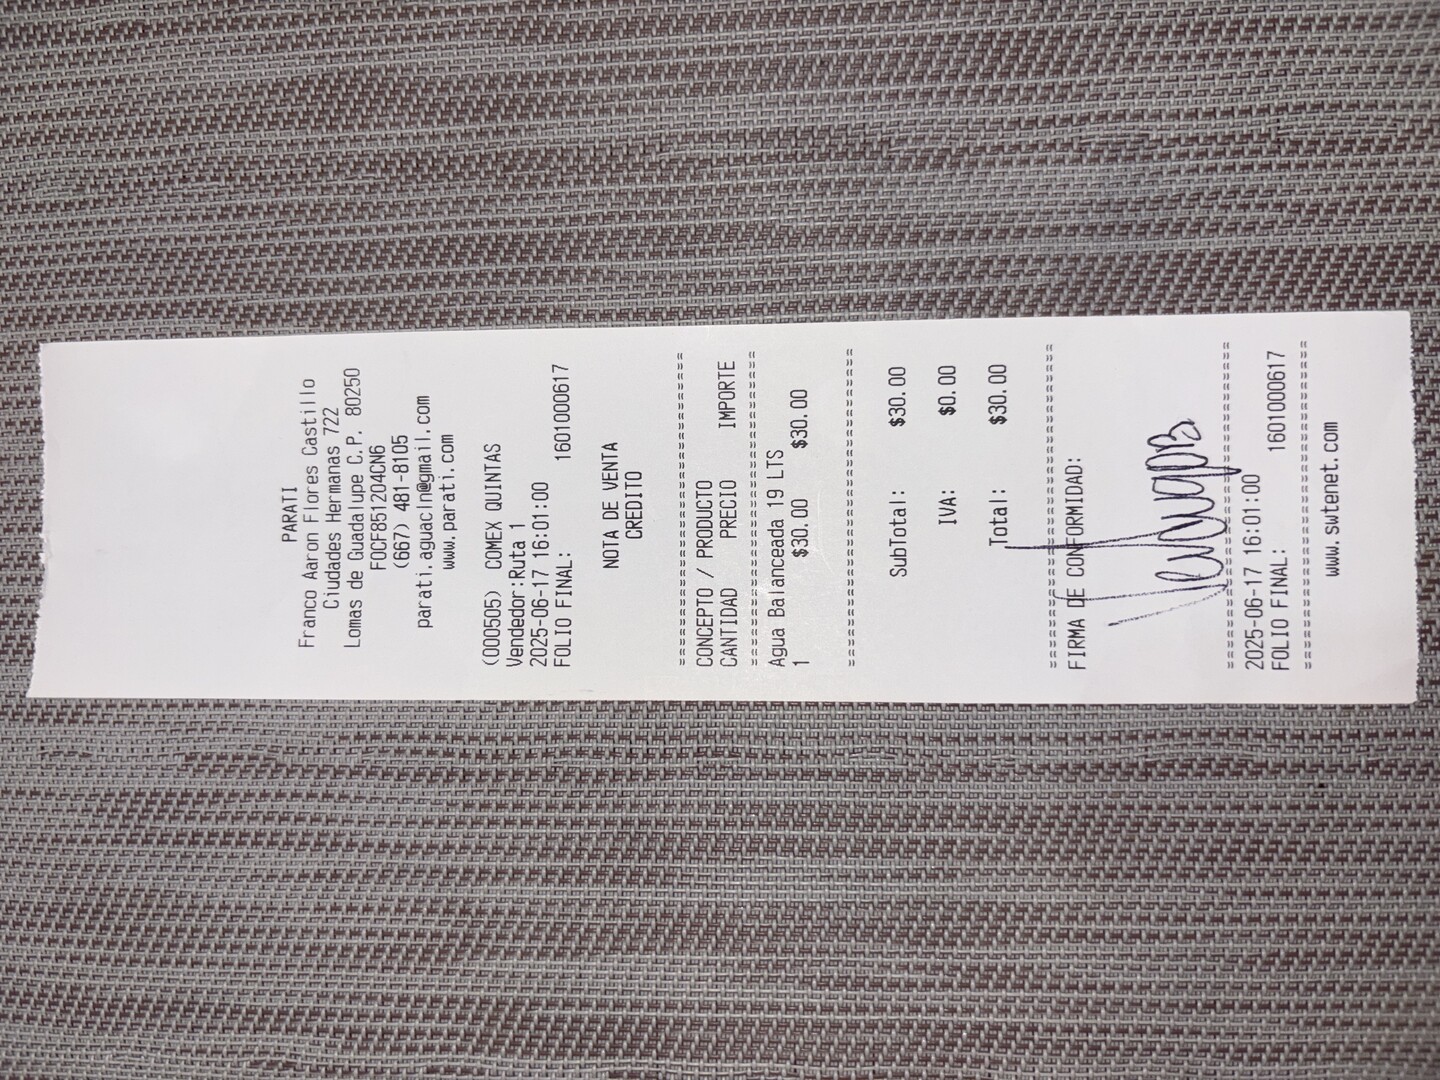 PARATI
Franco Aaron Flores Castillo
Ciudades Hermanas 722
Lomas de Guadalupe C.P. 80250
FOCF851204CN6
(667) 481-8105
parati.aguacln@gmail.com
www.parati.com
(000505) COMEX QUINTAS
Vendedor:Ruta 1
2025-06-17 16:01:00
FOLIO FINAL: 1601000617
NOTA DE VENTA
CREDITO
================================
CONCEPTO / PRODUCTO
CANTIDAD PRECIO IMPORTE
================================
Agua Balanceada 19 LTS
1 $30.00 $30.00
================================
SubTotal: $30.00
IVA: $0.00
Total: $30.00
================================
FIRMA DE CONFORMIDAD:
================================
2025-06-17 16:01:00
FOLIO FINAL: 1601000617
================================
www.swtenet.com